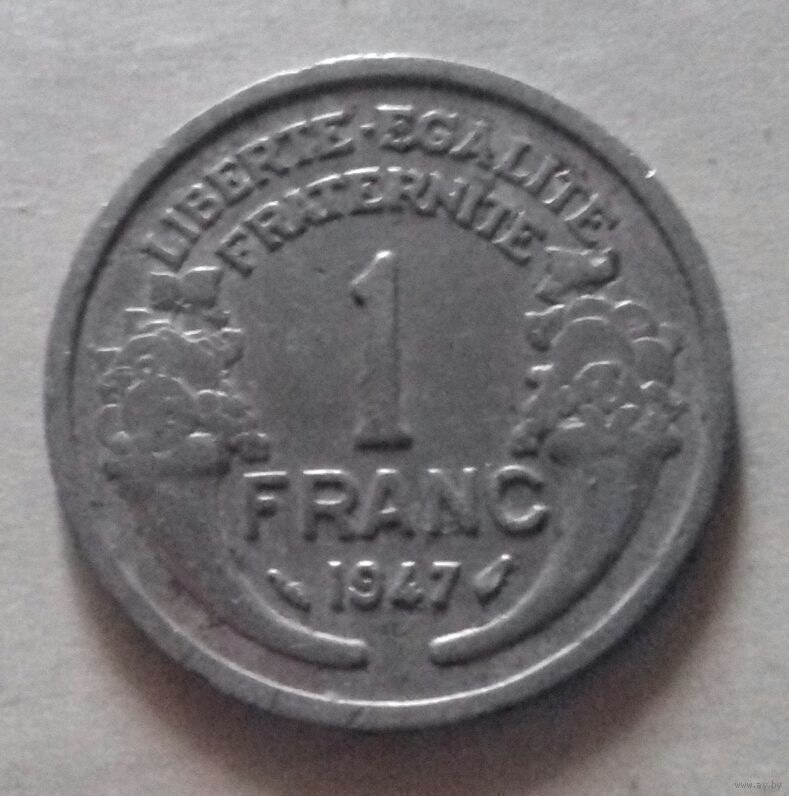 LIBERTE · EGALITE
FRATERNITE
1
FRANC
1947
www.ay.by